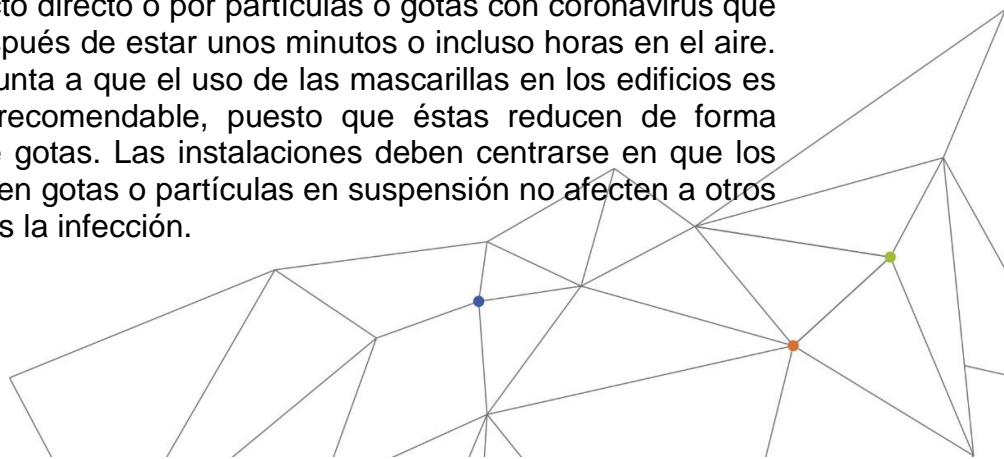 cto directo o por partículas o gotas con coronavirus que
spués de estar unos minutos o incluso horas en el aire.
unta a que el uso de las mascarillas en los edificios es
recomendable, puesto que éstas reducen de forma
gotas. Las instalaciones deben centrarse en que los
en gotas o partículas en suspensión no afecten a otros
s la infección.